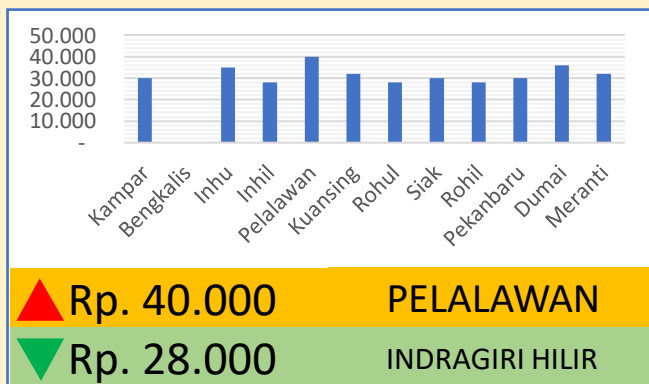 50.000
40.000
30.000
20.000
10.000
-
Kampar
Bengkalis
Inhu
Inhil
Pelalawan
Kuansing
Rohul
Siak
Rohil
Pekanbaru
Dumai
Meranti
Rp. 40.000 PELALAWAN
Rp. 28.000 INDRAGIRI HILIR